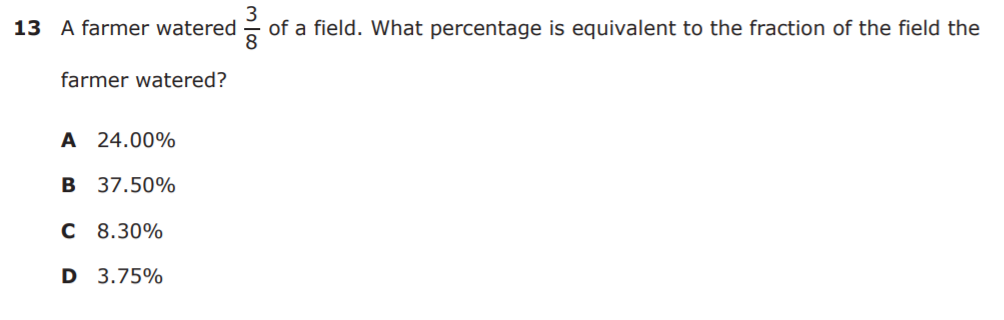 13 A farmer watered 3/8 of a field. What percentage is equivalent to the fraction of the field the
farmer watered?
A 24.00%
B 37.50%
C 8.30%
D 3.75%